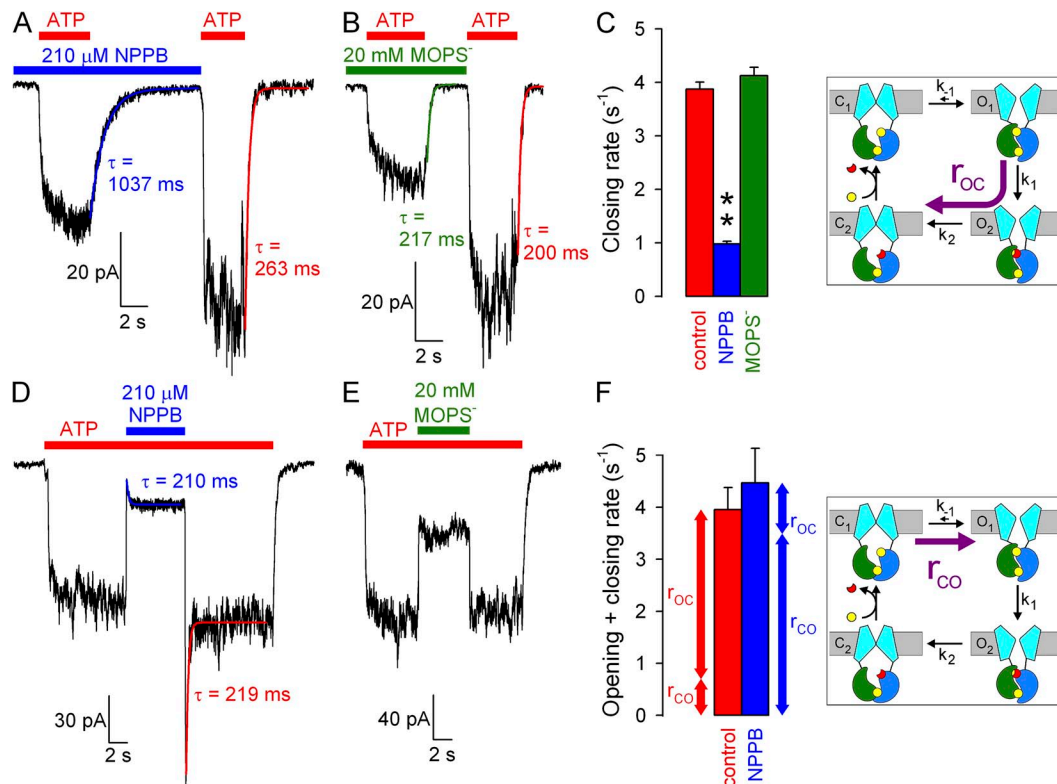 A
ATP
ATP
210 μM NPPB
τ =
1037 ms
τ =
263 ms
20 pA
2 s
B
ATP
ATP
20 mM MOPS⁻
τ =
217 ms
τ =
200 ms
20 pA
2 s
C
Closing rate (s⁻¹)
5
4
3
2
1
0
**
control
NPPB
MOPS⁻
C₁
k₋₁
O₁
r_OC
k₁
C₂
k₂
O₂
D
210 μM
NPPB
ATP
τ = 210 ms
τ = 219 ms
30 pA
2 s
E
20 mM
MOPS⁻
ATP
40 pA
2 s
F
Opening + closing rate (s⁻¹)
5
4
3
2
1
0
r_OC
r_CO
r_OC
r_CO
control
NPPB
C₁
k₋₁
O₁
r_CO
k₁
C₂
k₂
O₂